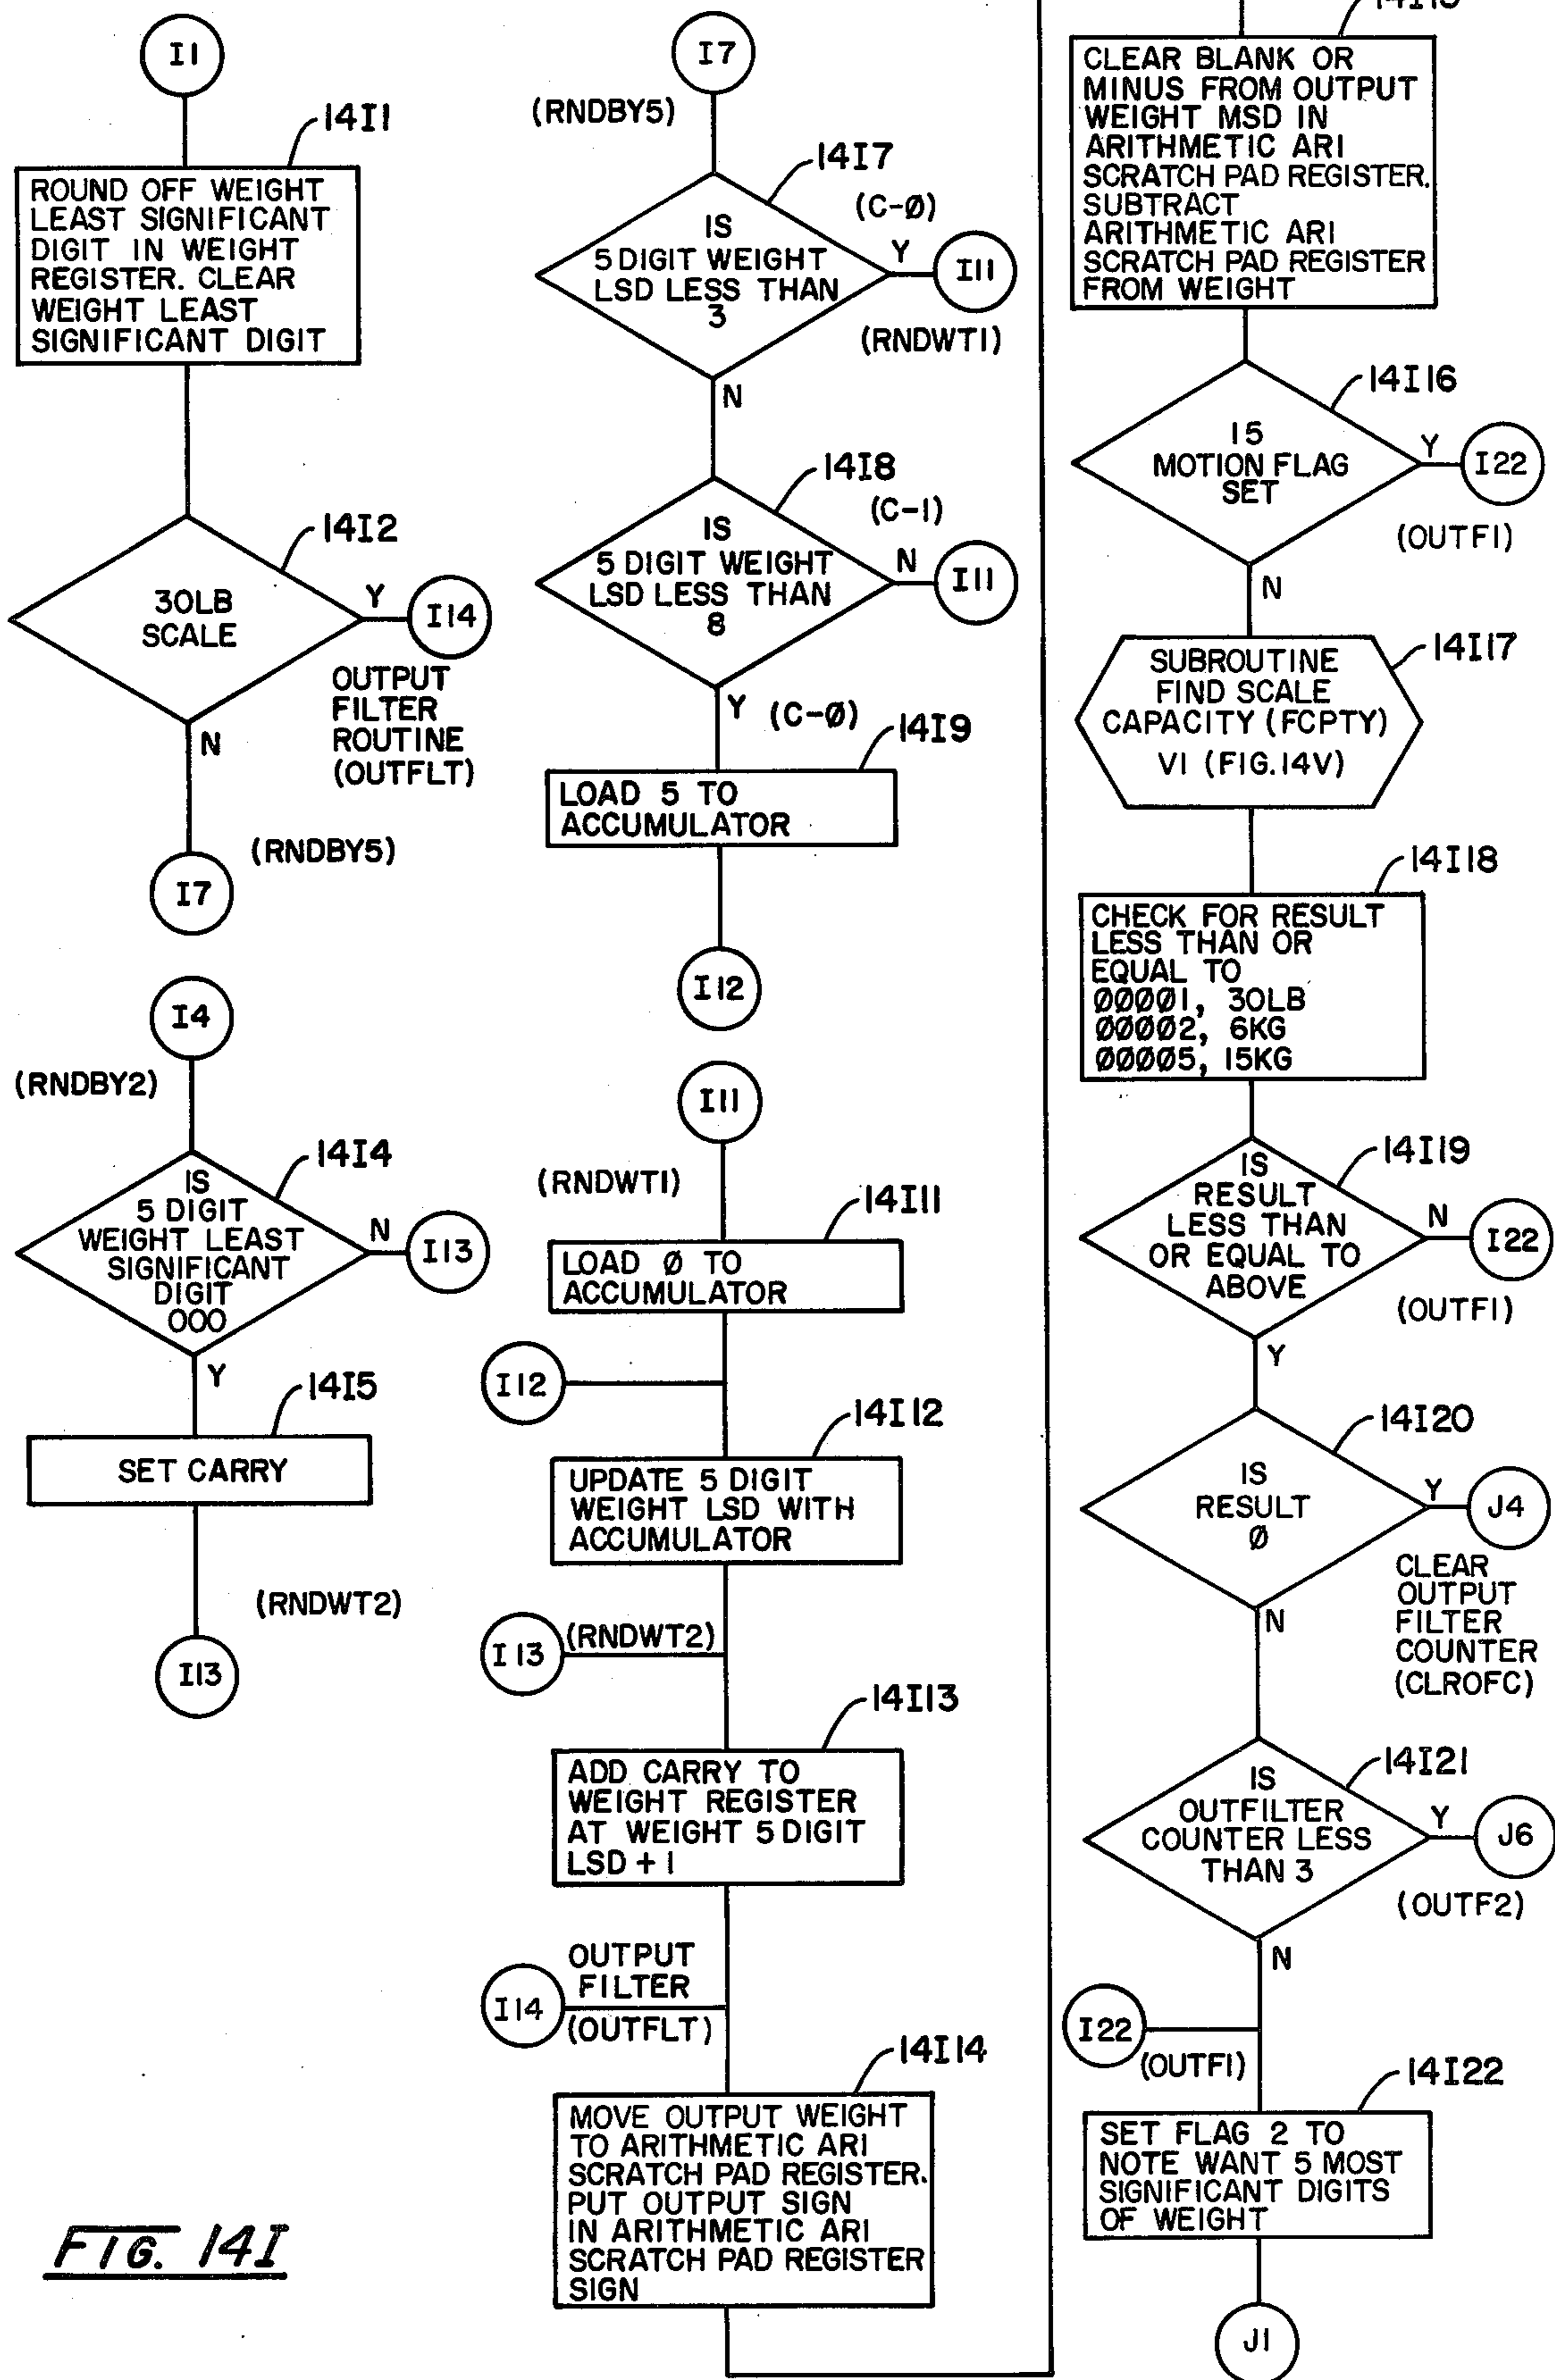 I1
14I1
ROUND OFF WEIGHT
LEAST SIGNIFICANT
DIGIT IN WEIGHT
REGISTER. CLEAR
WEIGHT LEAST
SIGNIFICANT DIGIT
14I2
30LB
SCALE
Y
I14
OUTPUT
FILTER
ROUTINE
(OUTFLT)
N
(RNDBY5)
I7
I4
(RNDBY2)
14I4
IS
5 DIGIT
WEIGHT LEAST
SIGNIFICANT
DIGIT
000
N
I13
Y
14I5
SET CARRY
(RNDWT2)
I13
I7
(RNDBY5)
14I7
(C-Ø)
IS
5 DIGIT WEIGHT
LSD LESS THAN
3
Y
I11
(RNDWT1)
N
14I8
(C-1)
IS
5 DIGIT WEIGHT
LSD LESS THAN
8
N
I11
Y (C-Ø)
14I9
LOAD 5 TO
ACCUMULATOR
I12
I11
(RNDWT1)
14I11
LOAD Ø TO
ACCUMULATOR
I12
14I12
UPDATE 5 DIGIT
WEIGHT LSD WITH
ACCUMULATOR
I13
(RNDWT2)
14I13
ADD CARRY TO
WEIGHT REGISTER
AT WEIGHT 5 DIGIT
LSD + 1
OUTPUT
FILTER
I14
(OUTFLT)
14I14
MOVE OUTPUT WEIGHT
TO ARITHMETIC ARI
SCRATCH PAD REGISTER.
PUT OUTPUT SIGN
IN ARITHMETIC ARI
SCRATCH PAD REGISTER
SIGN
14I15
CLEAR BLANK OR
MINUS FROM OUTPUT
WEIGHT MSD IN
ARITHMETIC ARI
SCRATCH PAD REGISTER.
SUBTRACT
ARITHMETIC ARI
SCRATCH PAD REGISTER
FROM WEIGHT
14I16
I5
MOTION FLAG
SET
Y
I22
(OUTF1)
N
14I17
SUBROUTINE
FIND SCALE
CAPACITY (FCPTY)
V1 (FIG.14V)
14I18
CHECK FOR RESULT
LESS THAN OR
EQUAL TO
ØØØØ1, 30LB
ØØØØ2, 6KG
ØØØØ5, 15KG
14I19
IS
RESULT
LESS THAN
OR EQUAL TO
ABOVE
N
I22
(OUTF1)
Y
14I20
IS
RESULT
Ø
Y
J4
CLEAR
OUTPUT
FILTER
COUNTER
(CLROFC)
N
14I21
IS
OUTFILTER
COUNTER LESS
THAN 3
Y
J6
(OUTF2)
N
I22
(OUTF1)
14I22
SET FLAG 2 TO
NOTE WANT 5 MOST
SIGNIFICANT DIGITS
OF WEIGHT
J1
FIG. 14I